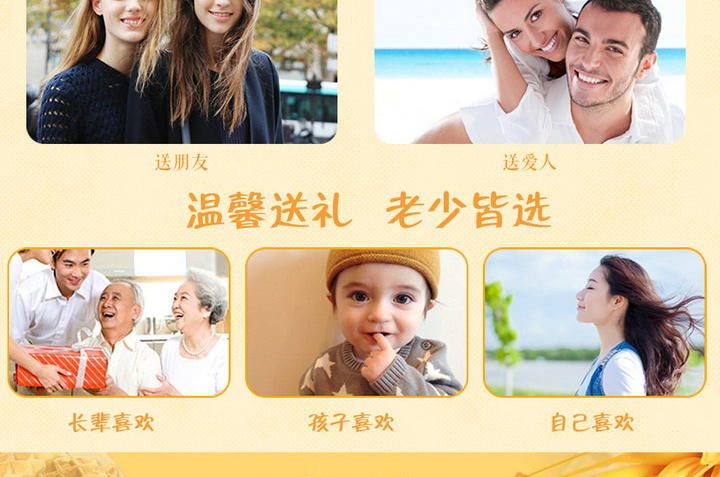 送朋友
送爱人
温馨送礼 老少皆选
长辈喜欢
孩子喜欢
自己喜欢